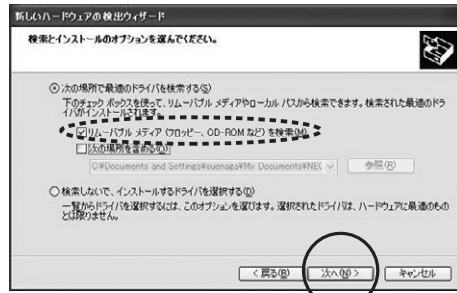 新しいハードウェアの検出ウィザード
検索とインストールのオプションを選んでください。
次の場所で最適のドライバを検索する(S)
下のチェック ボックスを使って、リムーバブル メディアやローカル パスから検索できます。検索された最適のドラ
イバがインストールされます。
リムーバブル メディア (フロッピー、CD-ROM など) を検索(M)
次の場所を含める(O):
C:¥Documents and Settings¥suenaga¥My Documents¥NEC
参照(R)
検索しないで、インストールするドライバを選択する(D)
一覧からドライバを選択するには、このオプションを選びます。選択されたドライバは、ハードウェアに最適のもの
とは限りません。
< 戻る(B)
次へ(N) >
キャンセル